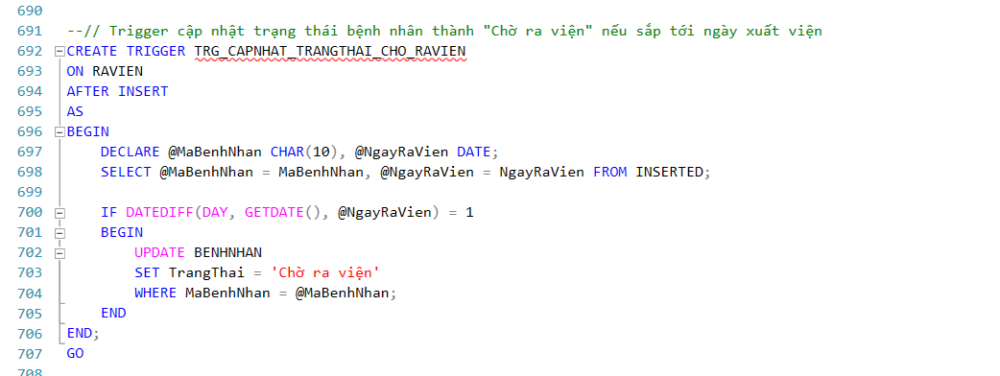 690
691 --// Trigger cập nhật trạng thái bệnh nhân thành "Chờ ra viện" nếu sắp tới ngày xuất viện
692 CREATE TRIGGER TRG_CAPNHAT_TRANGTHAI_CHO_RAVIEN
693 ON RAVIEN
694 AFTER INSERT
695 AS
696 BEGIN
697     DECLARE @MaBenhNhan CHAR(10), @NgayRaVien DATE;
698     SELECT @MaBenhNhan = MaBenhNhan, @NgayRaVien = NgayRaVien FROM INSERTED;
699
700     IF DATEDIFF(DAY, GETDATE(), @NgayRaVien) = 1
701     BEGIN
702         UPDATE BENHNHAN
703         SET TrangThai = 'Chờ ra viện'
704         WHERE MaBenhNhan = @MaBenhNhan;
705     END
706 END;
707 GO
708